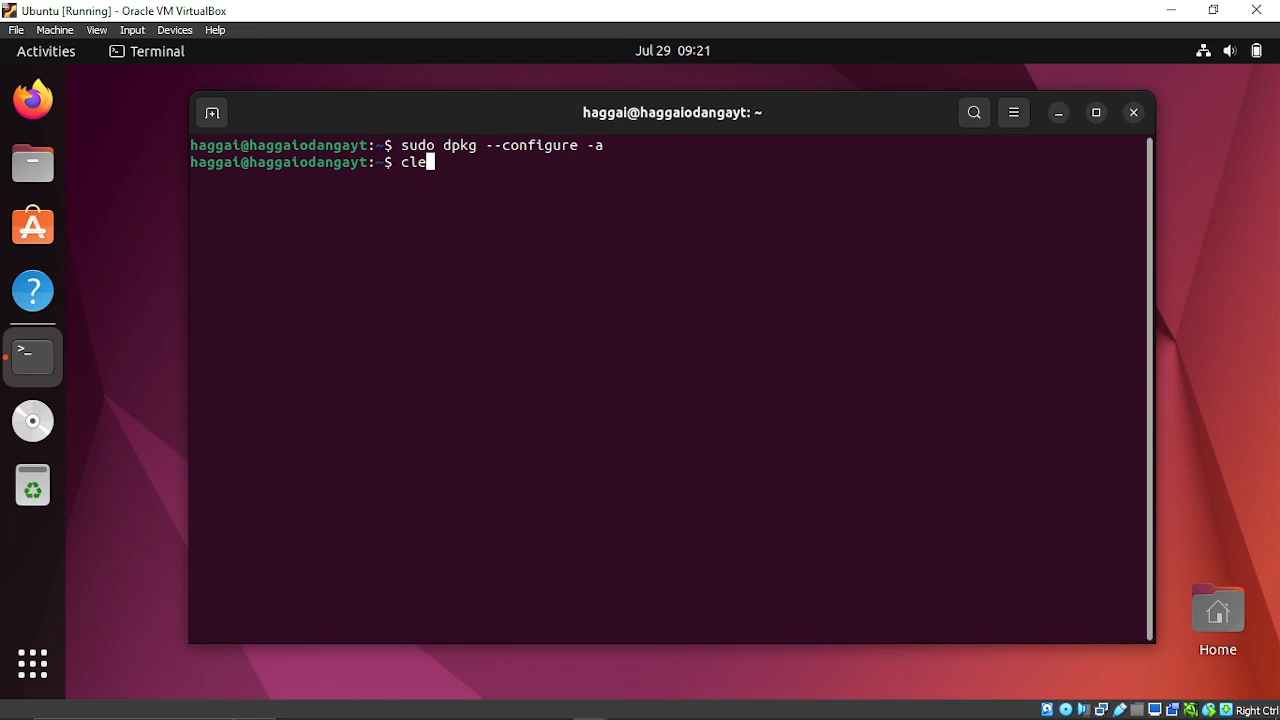 Ubuntu [Running] - Oracle VM VirtualBox
File Machine View Input Devices Help
Activities Terminal Jul 29 09:21
haggai@haggaiodangayt: ~
haggai@haggaiodangayt:~$ sudo dpkg --configure -a
haggai@haggaiodangayt:~$ cle
Home
Right Ctrl